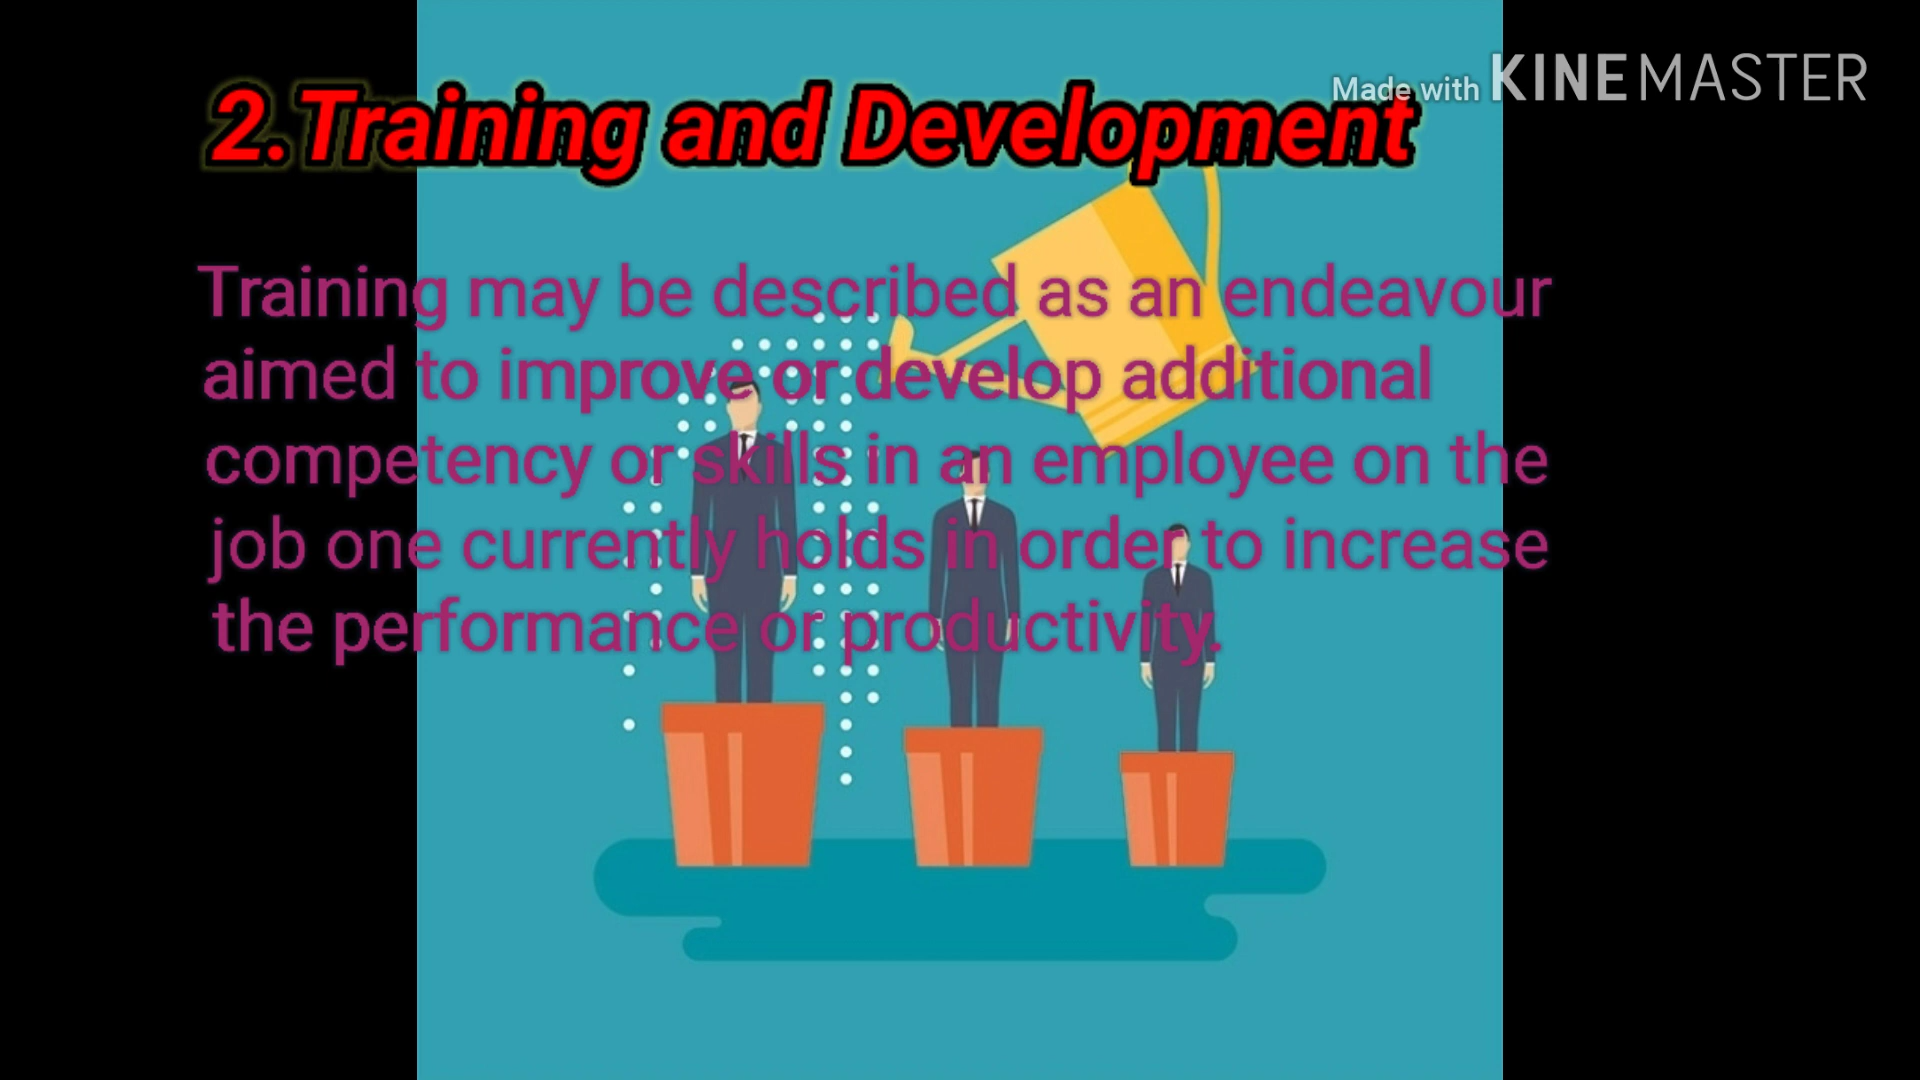 Made with KINEMASTER
2.Training and Development
Training may be described as an endeavour
aimed to improve or develop additional
competency or skills in an employee on the
job one currently holds in order to increase
the performance or productivity.